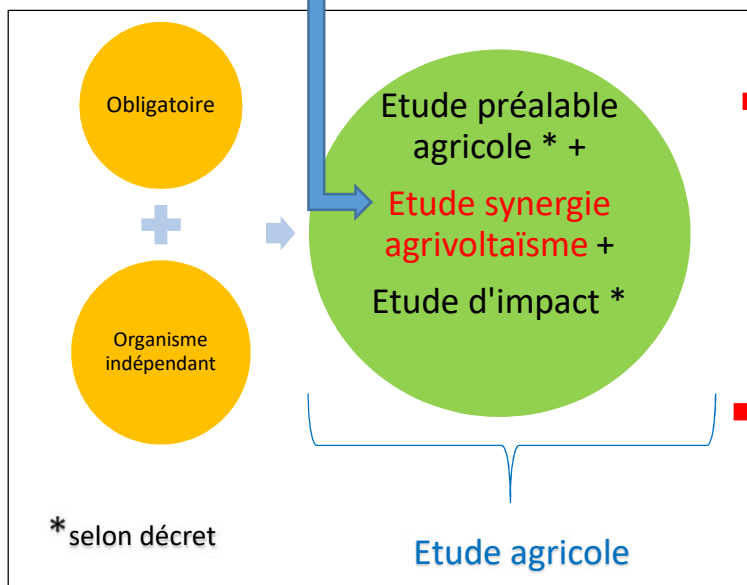 Obligatoire
Organisme
indépendant
Etude préalable
agricole * +
Etude synergie
agrivoltaïsme +
Etude d'impact *
*selon décret
Etude agricole